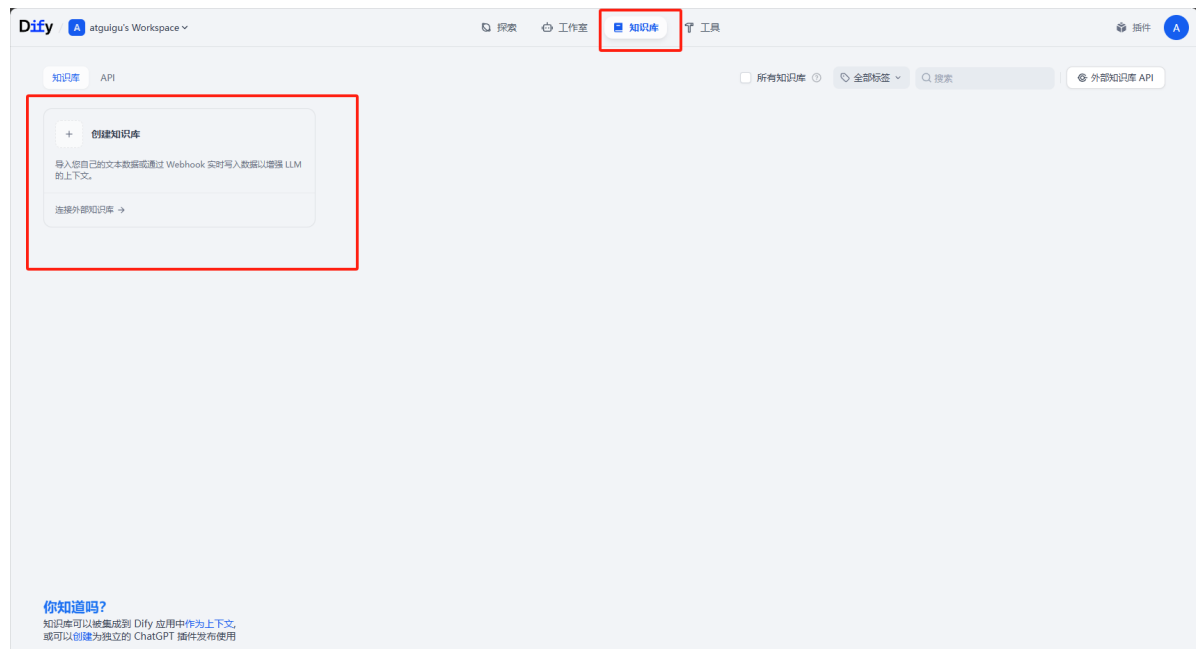 Dify / A atguigu's Workspace 探索 工作室 知识库 工具 插件 A
知识库 API 所有知识库 全部标签 搜索 外部知识库 API
+ 创建知识库
导入您自己的文本数据或通过 Webhook 实时写入数据以增强 LLM
的上下文。
连接外部知识库 →
你知道吗?
知识库可以被集成到 Dify 应用中作为上下文,
或可以创建为独立的 ChatGPT 插件发布使用